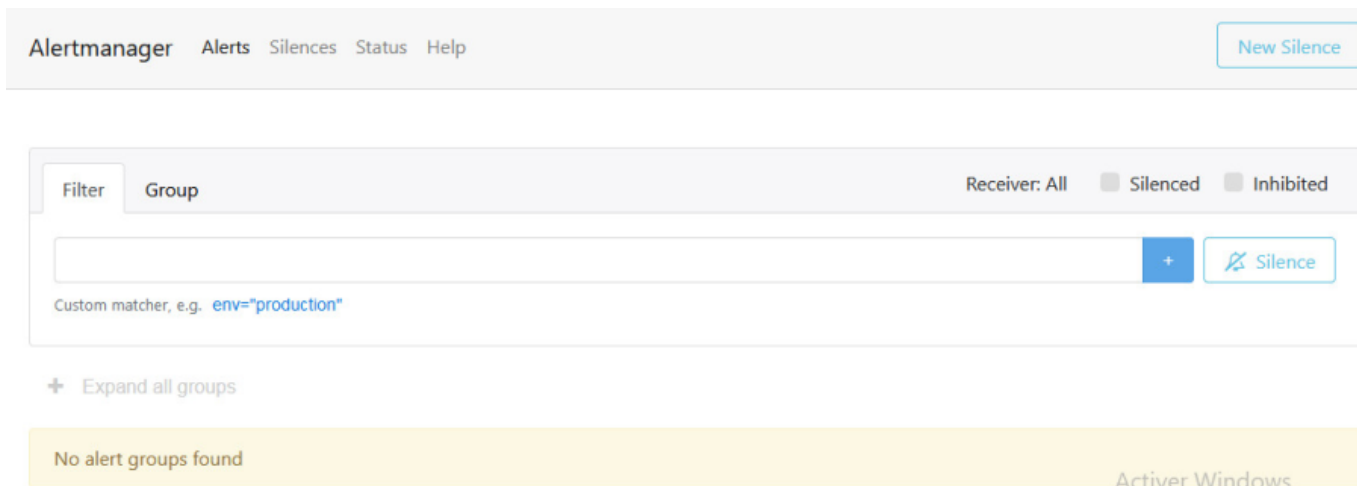 Alertmanager Alerts Silences Status Help New Silence
Filter Group Receiver: All Silenced Inhibited
+ Silence
Custom matcher, e.g. env="production"
+ Expand all groups
No alert groups found
Activer Windows